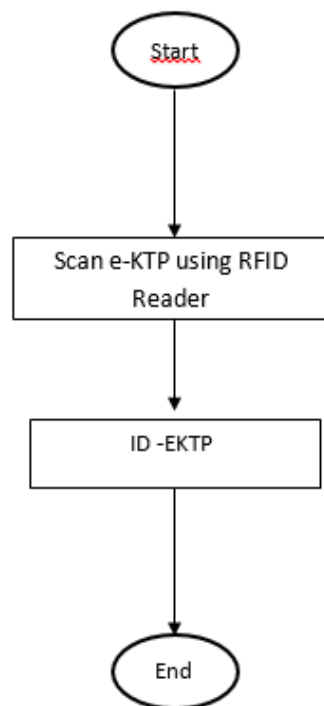 Start
Scan e-KTP using RFID
Reader
ID -EKTP
End